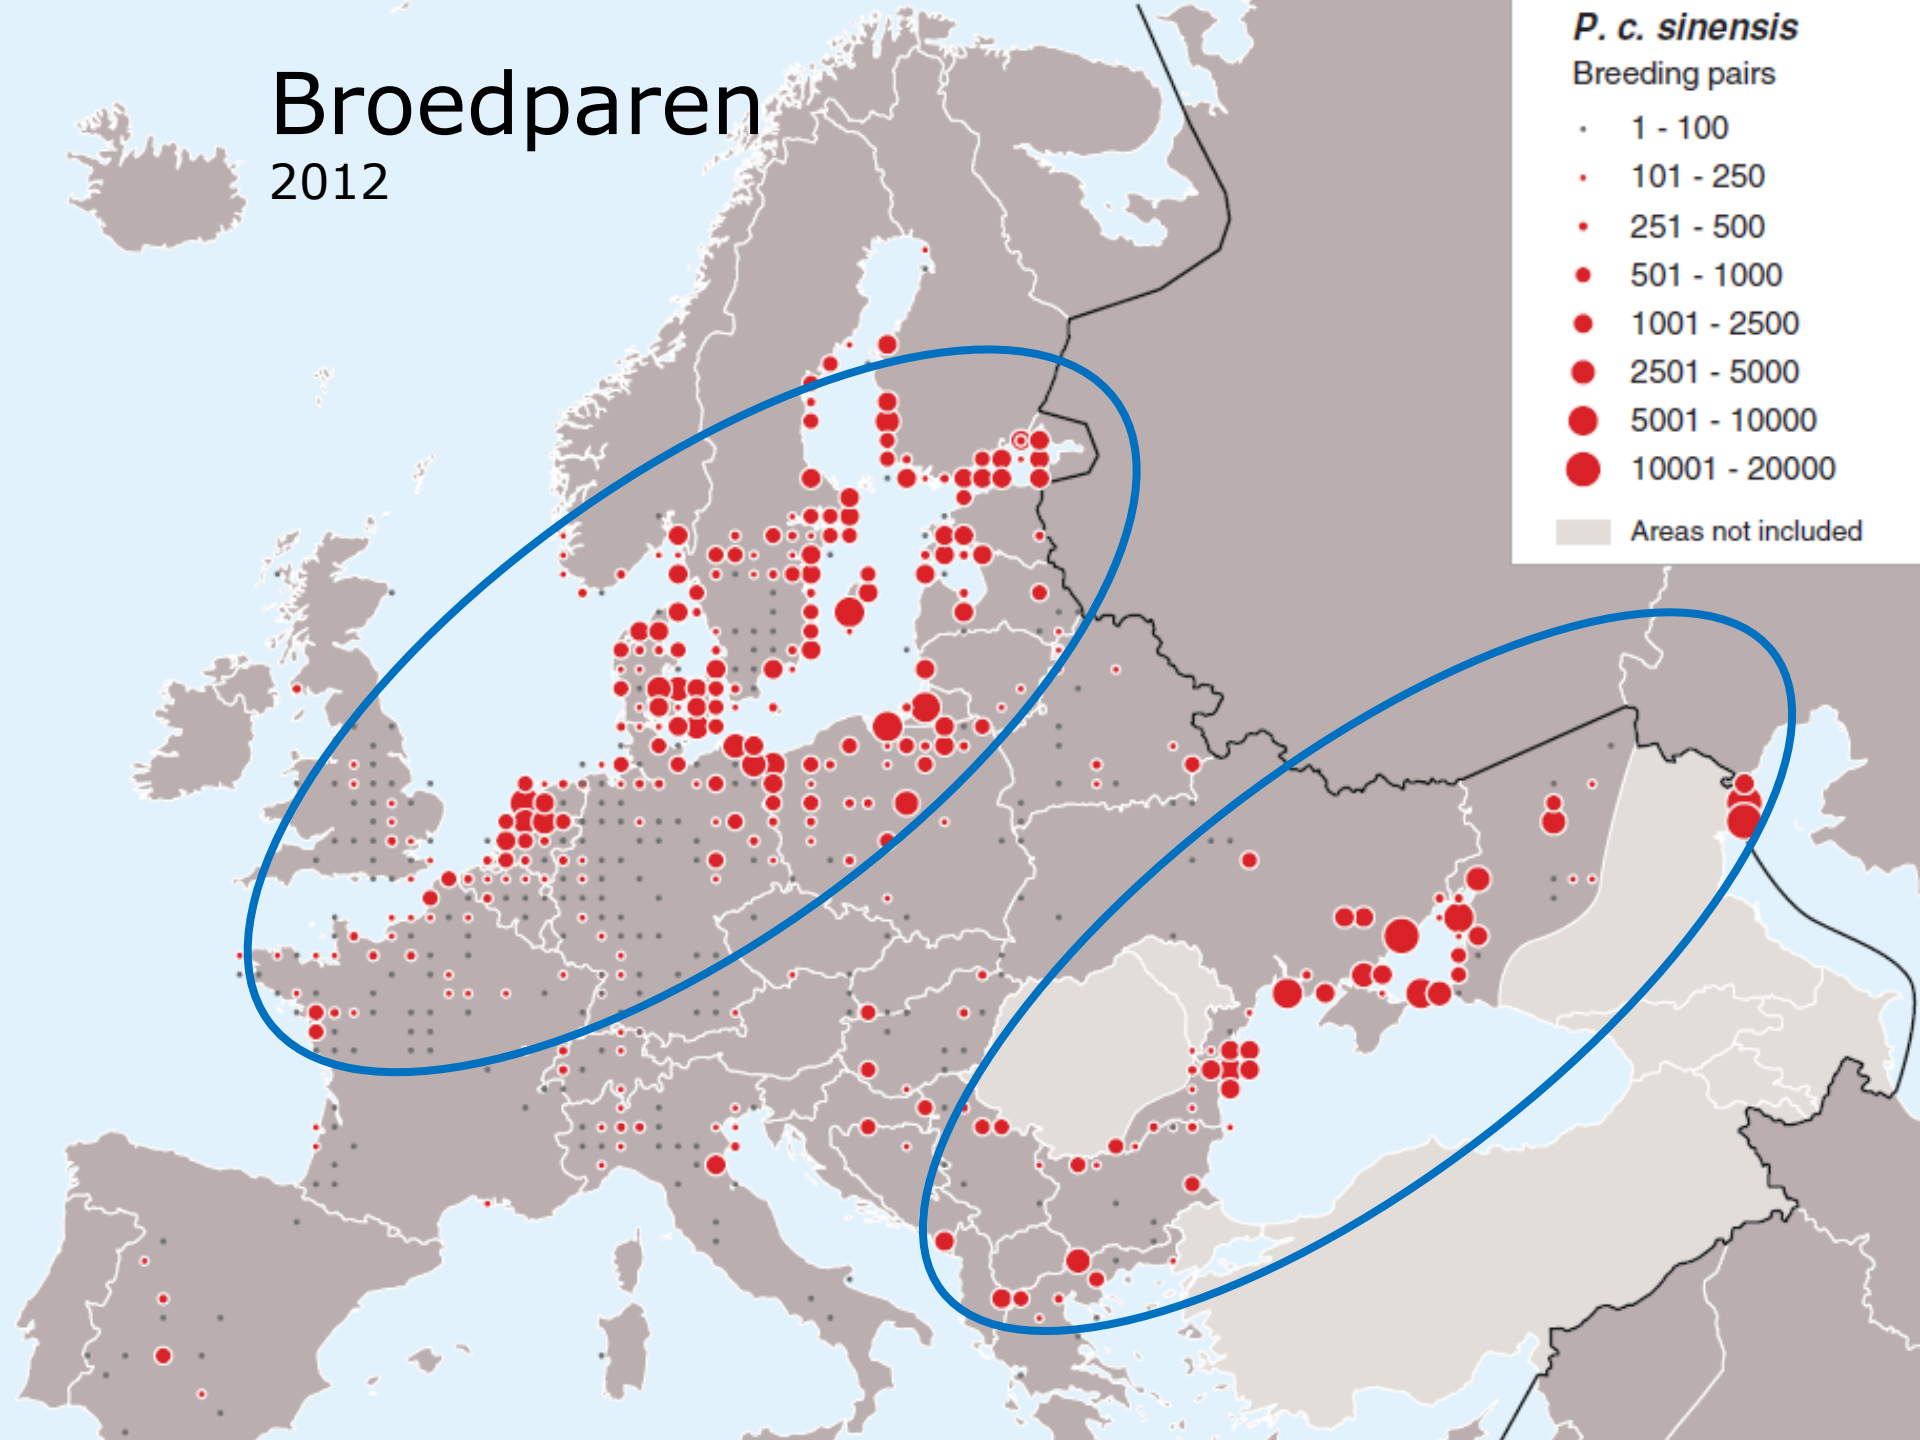 Broedparen
2012
P. c. sinensis
Breeding pairs
1 - 100
101 - 250
251 - 500
501 - 1000
1001 - 2500
2501 - 5000
5001 - 10000
10001 - 20000
Areas not included